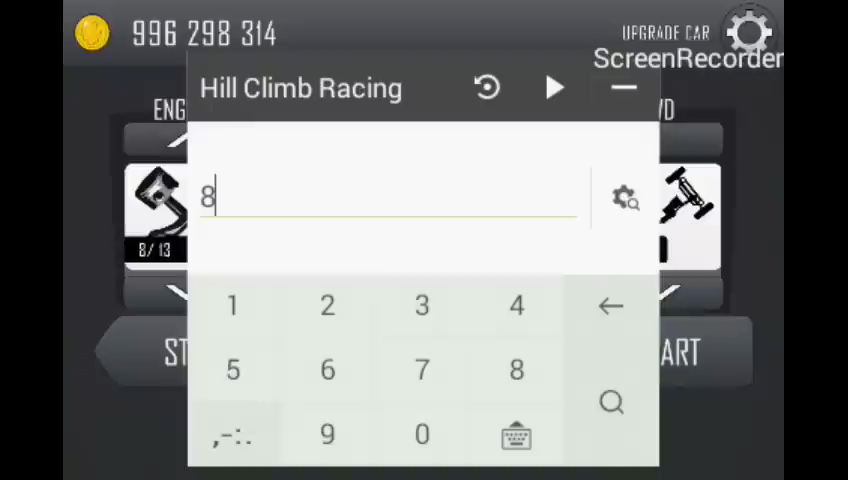 996 298 314
UPGRADE CAR
ScreenRecorder
Hill Climb Racing
ENG
WD
8
8/13
1 2 3 4
ST
ART
5 6 7 8
,-:. 9 0